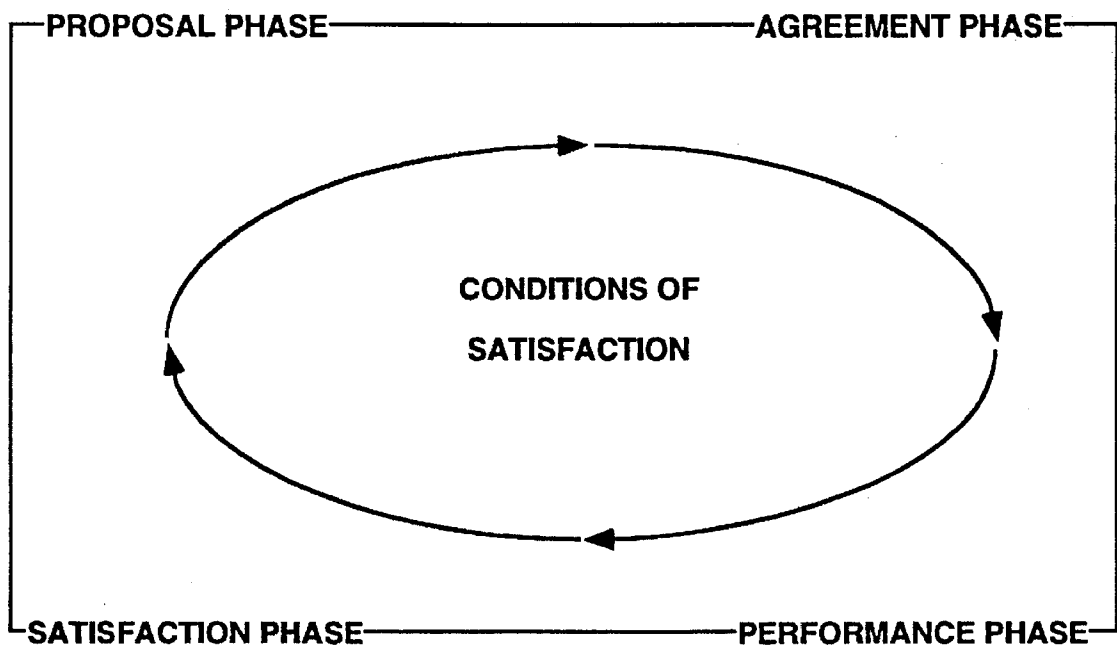 PROPOSAL PHASE
AGREEMENT PHASE
CONDITIONS OF
SATISFACTION
SATISFACTION PHASE
PERFORMANCE PHASE